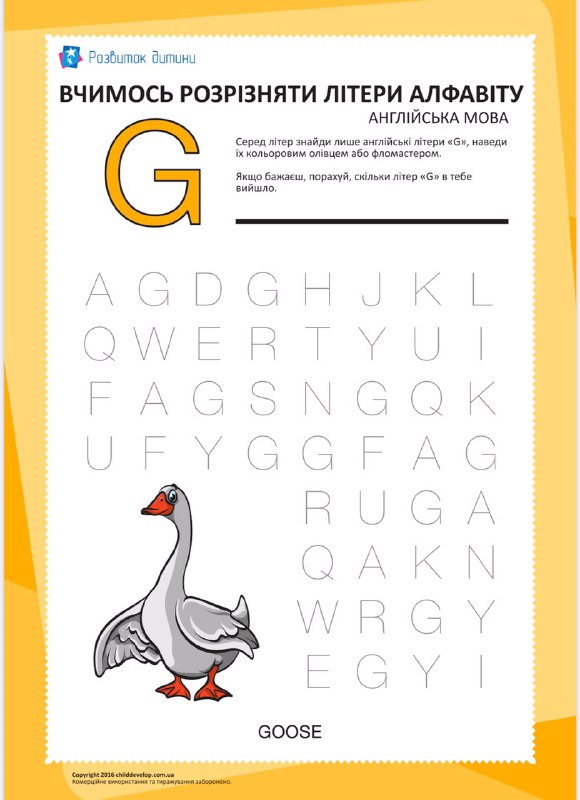 Розвиток дитини
ВЧИМОСЬ РОЗРІЗНЯТИ ЛІТЕРИ АЛФАВІТУ
АНГЛІЙСЬКА МОВА
G
Серед літер знайди лише англійські літери «G», наведи
їх кольоровим олівцем або фломастером.
Якщо бажаєш, порахуй, скільки літер «G» в тебе
вийшло.
A G D G H J K L
Q W E R T Y U I
F A G S N G Q K
U F Y G G F A G
R U G A
Q A K N
W R G Y
E G Y I
GOOSE
Copyright 2016 childdevelop.com.ua
Комерційне використання та тиражування заборонено.